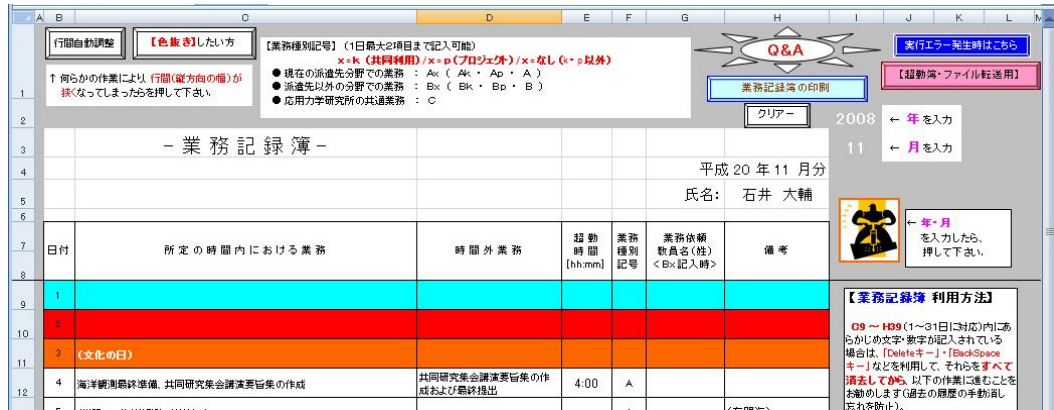 A B C D E F G H I J K L M
行間自動調整
【色抜き】したい方
↑何らかの作業により、行間(縦方向の幅)が
狭くなってしまったらを押して下さい。
【業務種別記号】(1日最大2項目まで記入可能)
x=k(共同利用)/x=p(プロジェクト)/x=なし(k・p以外)
●現在の派遣先分野での業務 : Ax ( Ak ・ Ap ・ A )
●派遣先以外の分野での業務 : Bx ( Bk ・ Bp ・ B )
●応用力学研究所の共通業務 : C
Q&A
業務記録簿の印刷
クリアー
実行エラー発生時はこちら
【超勤簿・ファイル転送用】
1
2
2008 ← 年を入力
3
-業務記録簿-
11 ← 月を入力
4
平成 20 年 11 月分
5
氏名: 石井 大輔
6
← 年・月
を入力したら、
押して下さい。
7
8
日付
所定の時間内における業務
時間外業務
超勤
時間
[hh:mm]
業務
種別
記号
業務依頼
教員名(姓)
<Bx記入時>
備考
9
1
10
2
11
3 (文化の日)
12
4 海洋観測最終準備、共同研究集会講演要旨集の作成
共同研究集会講演要旨集の作
成および最終提出
4:00 A
【業務記録簿 利用方法】
C9 ~ H39(1~31日に対応)内にあ
らかじめ文字・数字が記入されている
場合は、「Deleteキー」・「BackSpace
キー」などを利用して、それらをすべて
消去してから、以下の作業に進むことを
お勧めします(過去の履歴の手動消し
忘れを防止)。